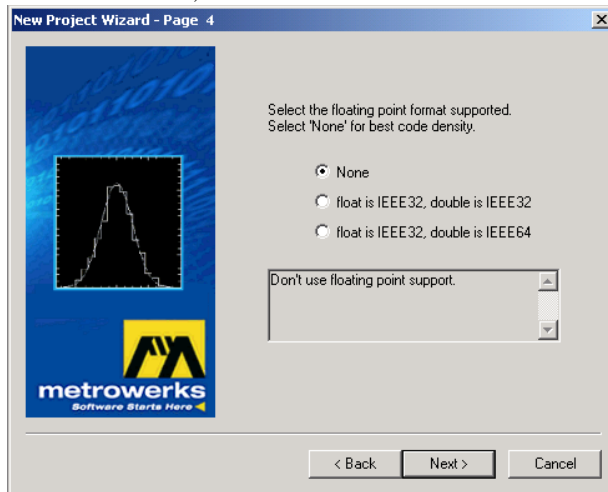 New Project Wizard - Page 4
Select the floating point format supported.
Select 'None' for best code density.
None
float is IEEE32, double is IEEE32
float is IEEE32, double is IEEE64
Don't use floating point support.
metrowerks
Software Starts Here
< Back
Next >
Cancel